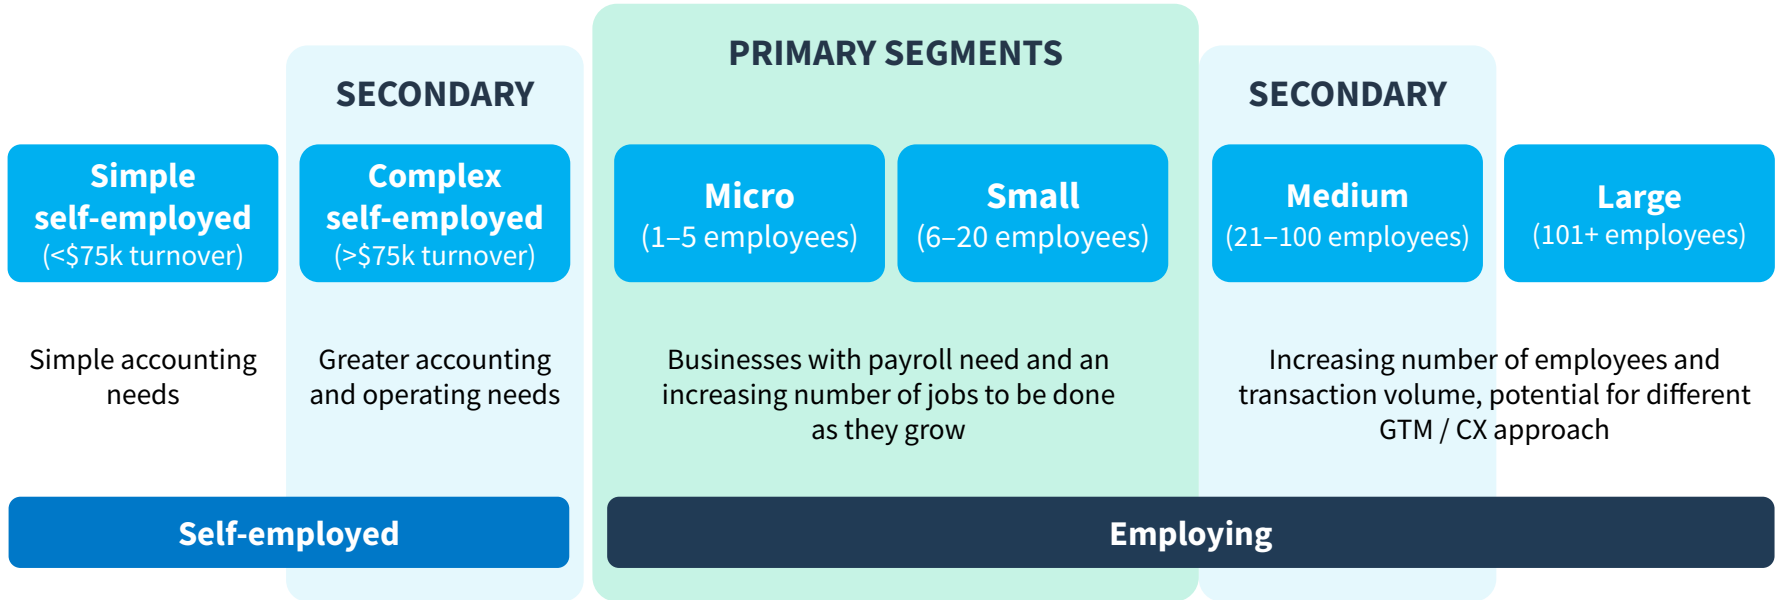 PRIMARY SEGMENTS
SECONDARY
SECONDARY
Simple
self-employed
(<$75k turnover)
Complex
self-employed
(>$75k turnover)
Micro
(1–5 employees)
Small
(6–20 employees)
Medium
(21–100 employees)
Large
(101+ employees)
Simple accounting
needs
Greater accounting
and operating needs
Businesses with payroll need and an
increasing number of jobs to be done
as they grow
Increasing number of employees and
transaction volume, potential for different
GTM / CX approach
Self-employed
Employing